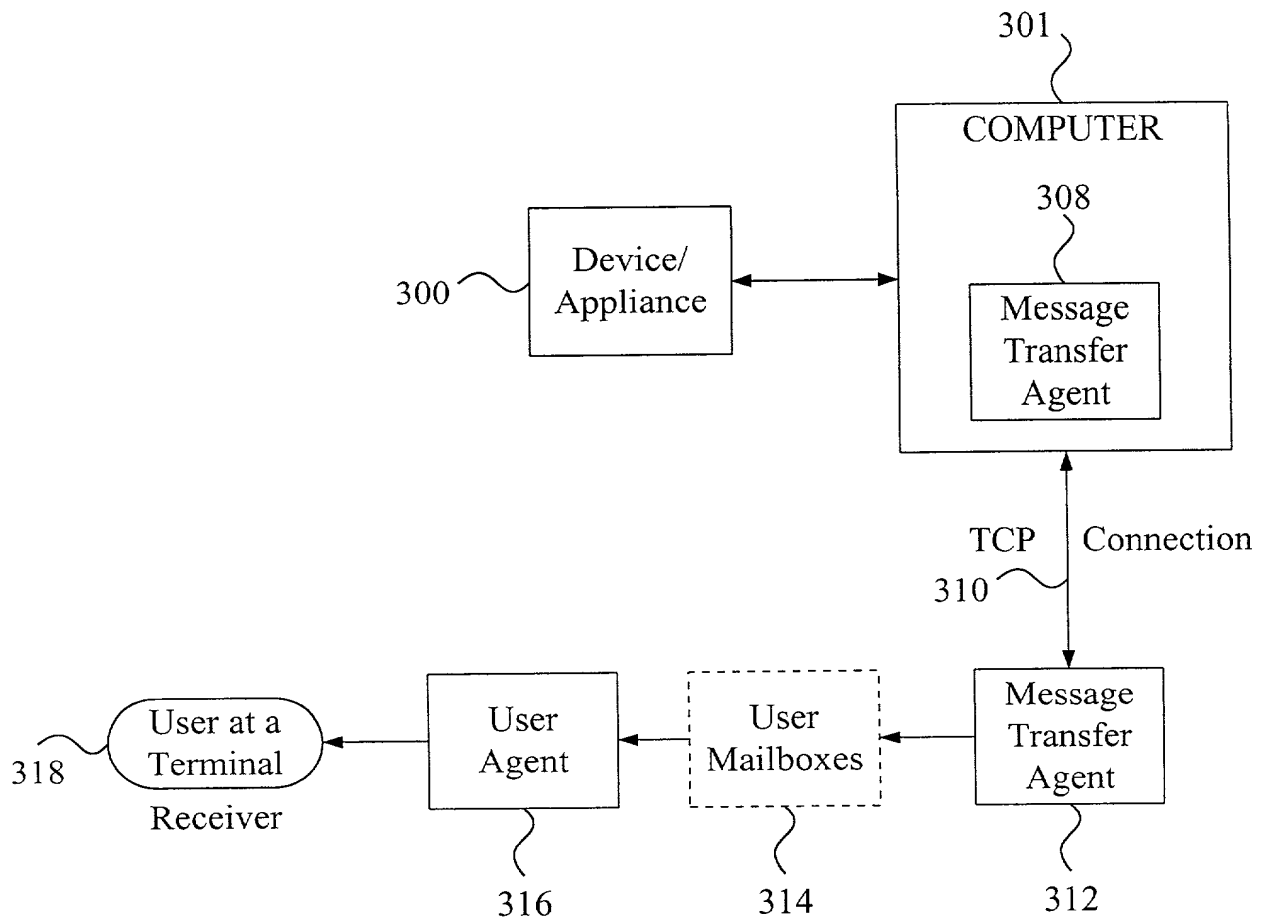 301
COMPUTER
308
Device/
Appliance
300
Message
Transfer
Agent
TCP Connection
310
User at a
Terminal
318
Receiver
User
Agent
316
User
Mailboxes
314
Message
Transfer
Agent
312